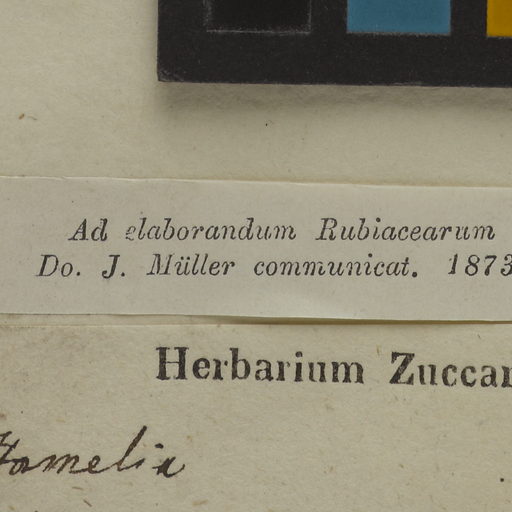 Ad elaborandum Rubiacearum
Do. J. Müller communicat. 1873
Herbarium Zuccar
Hamelia